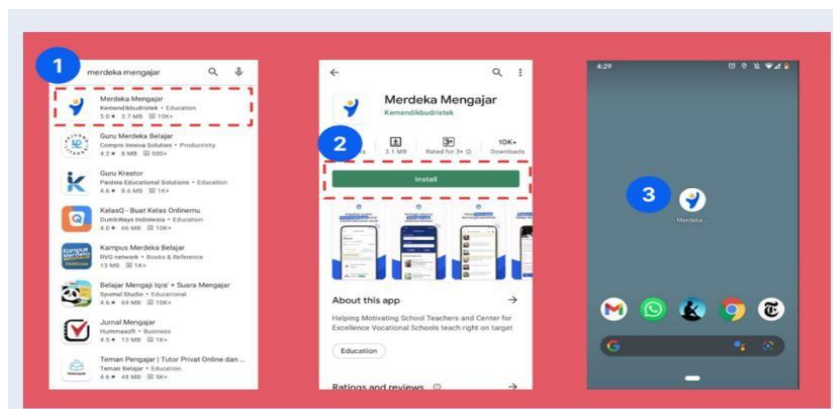 1
merdeka mengajar
Merdeka Mengajar
Kemendikbudristek • Education
5.0 ★ 3.7 MB 10K+
Guru Merdeka Belajar
Compro Innova Solution • Productivity
4.2 ★ 8 MB 500+
Guru Kreator
Pandeia Educational Solutions • Education
4.6 ★ 8.6 MB 1K+
KelasQ - Buat Kelas Onlinemu
DumbWays Indonesia • Education
4.0 ★ 66 MB 10K+
Kampus Merdeka Belajar
RVG network • Books & Reference
13 MB 1K+
Belajar Mengaji Iqra' + Suara Mengajar
Syumul Studio • Educational
4.6 ★ 69 MB 10K+
Jurnal Mengajar
Hummasoft • Business
4.5 ★ 13 MB 1K+
Teman Pengajar | Tutor Privat Online dan ...
Teman Belajar • Education
4.6 ★ 48 MB 5K+
2
Merdeka Mengajar
Kemendikbudristek
3+ 10K+
3.1 MB Rated for 3+ Downloads
Install
About this app
Helping Motivating School Teachers and Center for
Excellence Vocational Schools teach right on target
Education
Ratings and reviews
4:29
3
Merdeka...